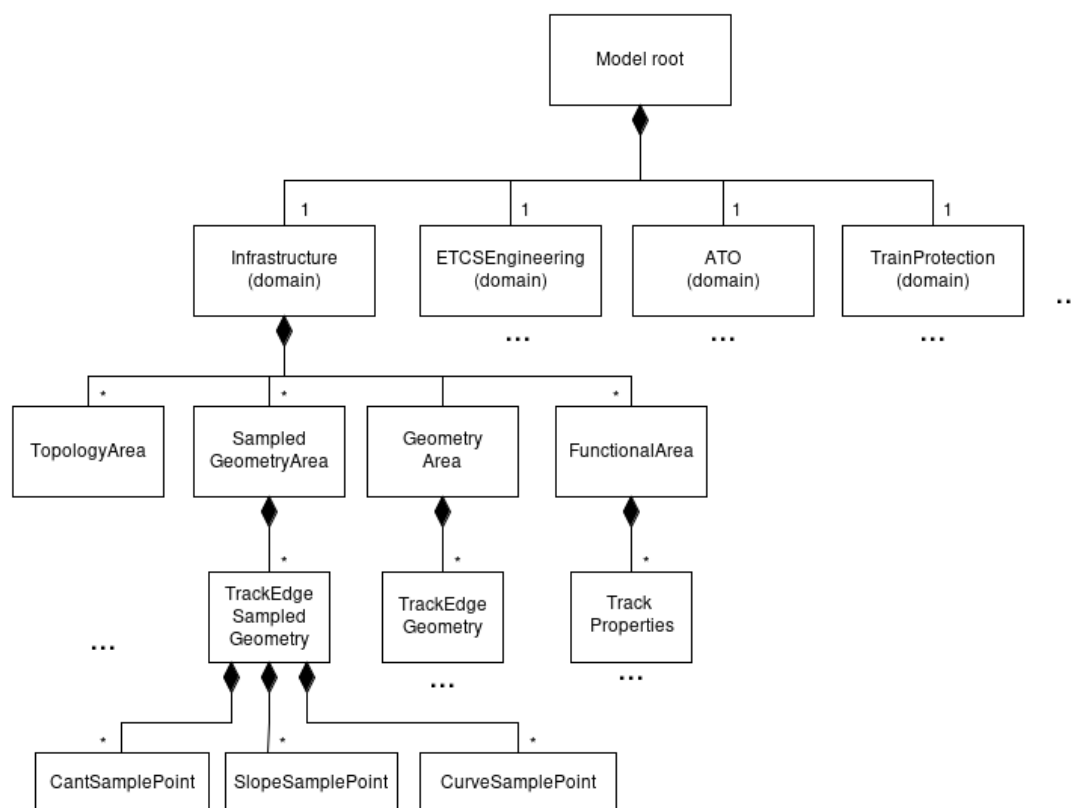 Model root
1
1
1
1
Infrastructure
(domain)
ETCSEngineering
(domain)
ATO
(domain)
TrainProtection
(domain)
...
...
...
..
*
*
*
TopologyArea
Sampled
GeometryArea
Geometry
Area
FunctionalArea
*
*
*
TrackEdge
Sampled
Geometry
TrackEdge
Geometry
Track
Properties
...
...
...
*
*
*
CantSamplePoint
SlopeSamplePoint
CurveSamplePoint